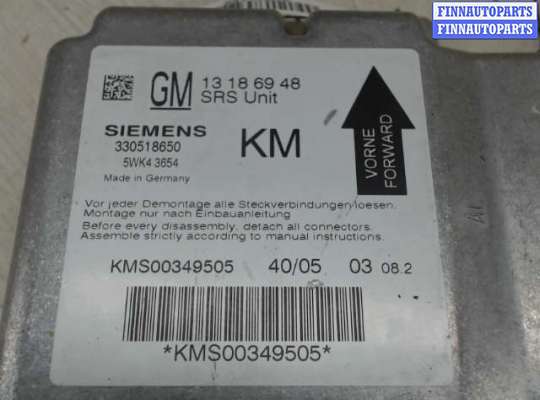 FINNAUTOPARTS
FINNAUTOPARTS
GM 13 18 69 48
SRS Unit
SIEMENS
330518650
5WK4 3654
Made in Germany
KM
VORNE
FORWARD
Vor jeder Demontage alle Steckverbindungen loesen.
Montage nur nach Einbauanleitung
Before every disassembly, detach all connectors.
Assemble strictly according to manual instructions.
KMS00349505 40/05 03 08.2
*KMS00349505*